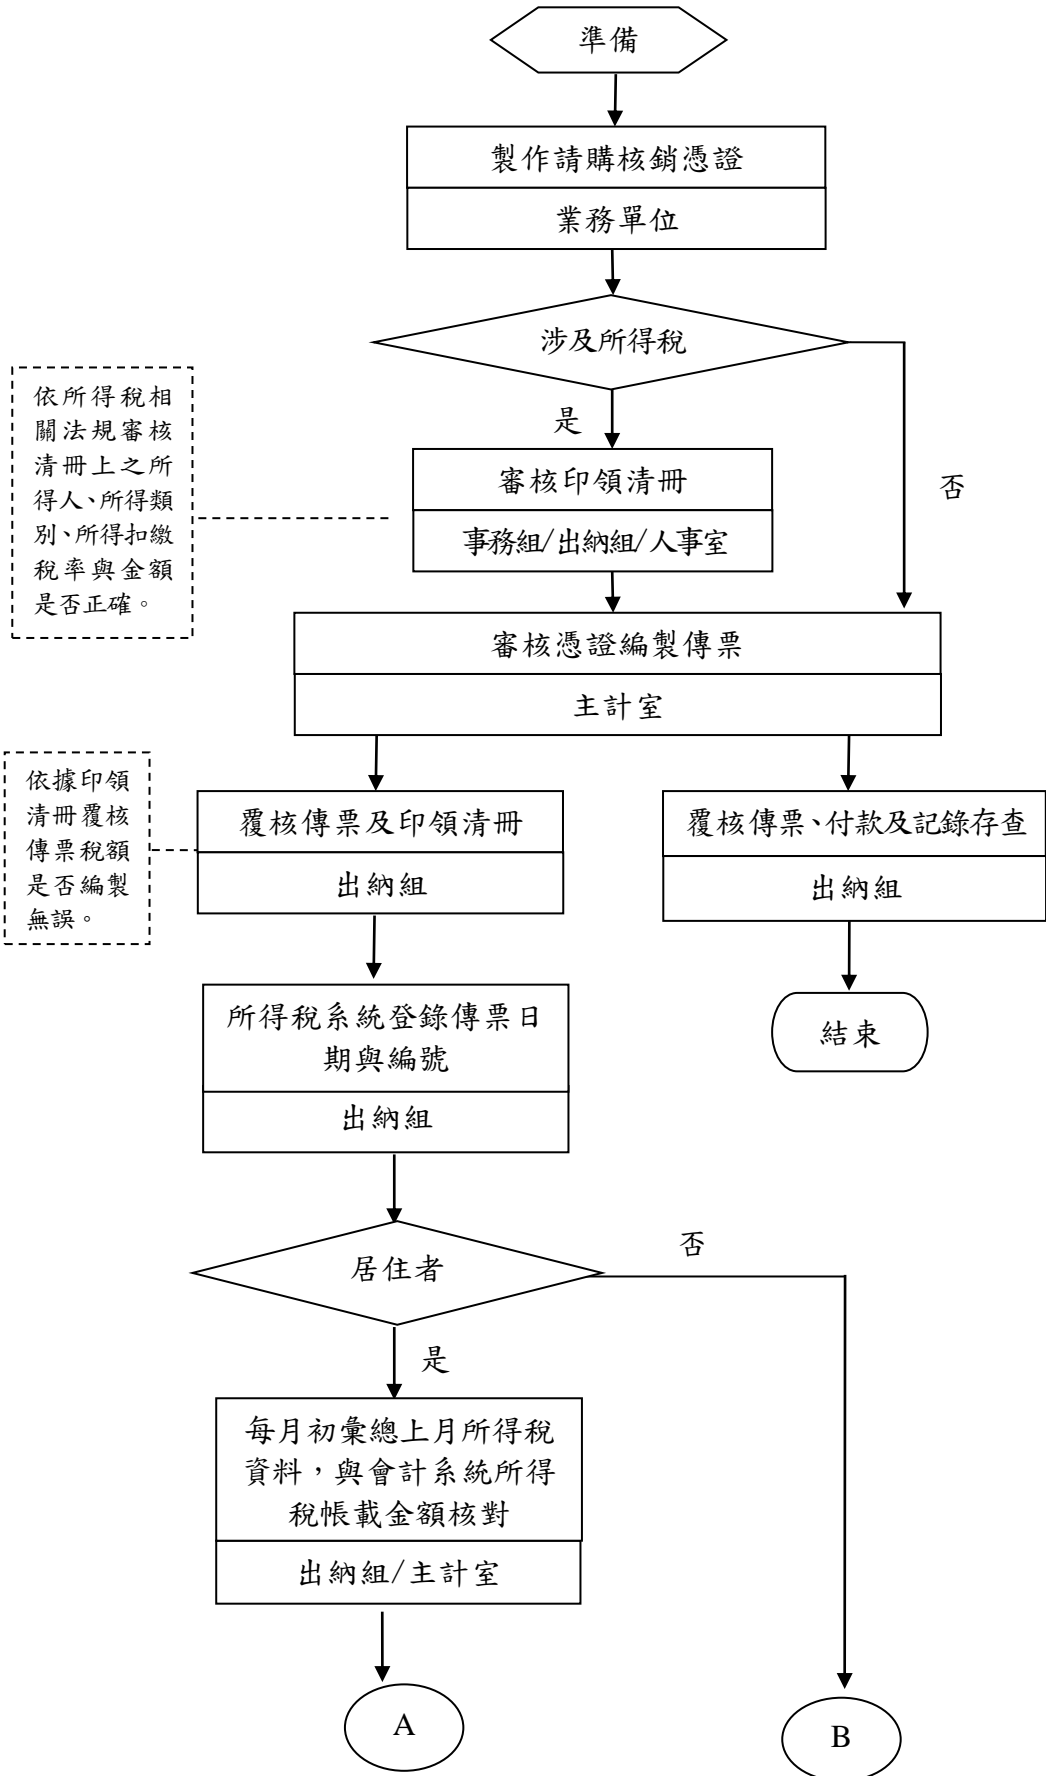 準備
製作請購核銷憑證
業務單位
涉及所得稅
是
否
依所得稅相
關法規審核
清冊上之所
得人、所得類
別、所得扣繳
稅率與金額
是否正確。
審核印領清冊
事務組/出納組/人事室
審核憑證編製傳票
主計室
依據印領
清冊覆核
傳票稅額
是否編製
無誤。
覆核傳票及印領清冊
出納組
覆核傳票、付款及記錄存查
出納組
所得稅系統登錄傳票日
期與編號
出納組
結束
居住者
否
是
每月初彙總上月所得稅
資料，與會計系統所得
稅帳載金額核對
出納組/主計室
A
B